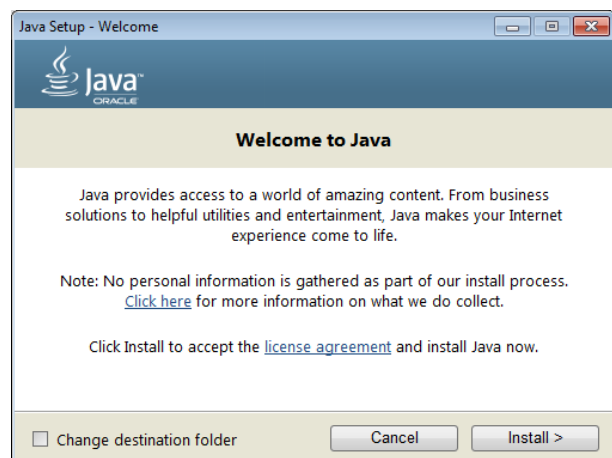 Java Setup - Welcome
Java™
ORACLE
Welcome to Java
Java provides access to a world of amazing content. From business
solutions to helpful utilities and entertainment, Java makes your Internet
experience come to life.
Note: No personal information is gathered as part of our install process.
Click here for more information on what we do collect.
Click Install to accept the license agreement and install Java now.
Change destination folder
Cancel
Install >